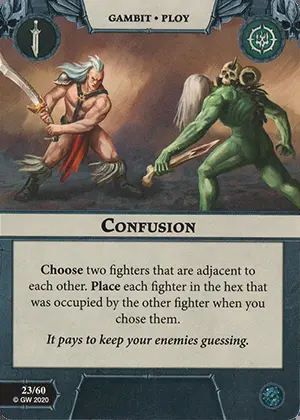 GAMBIT • PLOY
CONFUSION
Choose two fighters that are adjacent to
each other. Place each fighter in the hex that
was occupied by the other fighter when you
chose them.
It pays to keep your enemies guessing.
23/60
© GW 2020